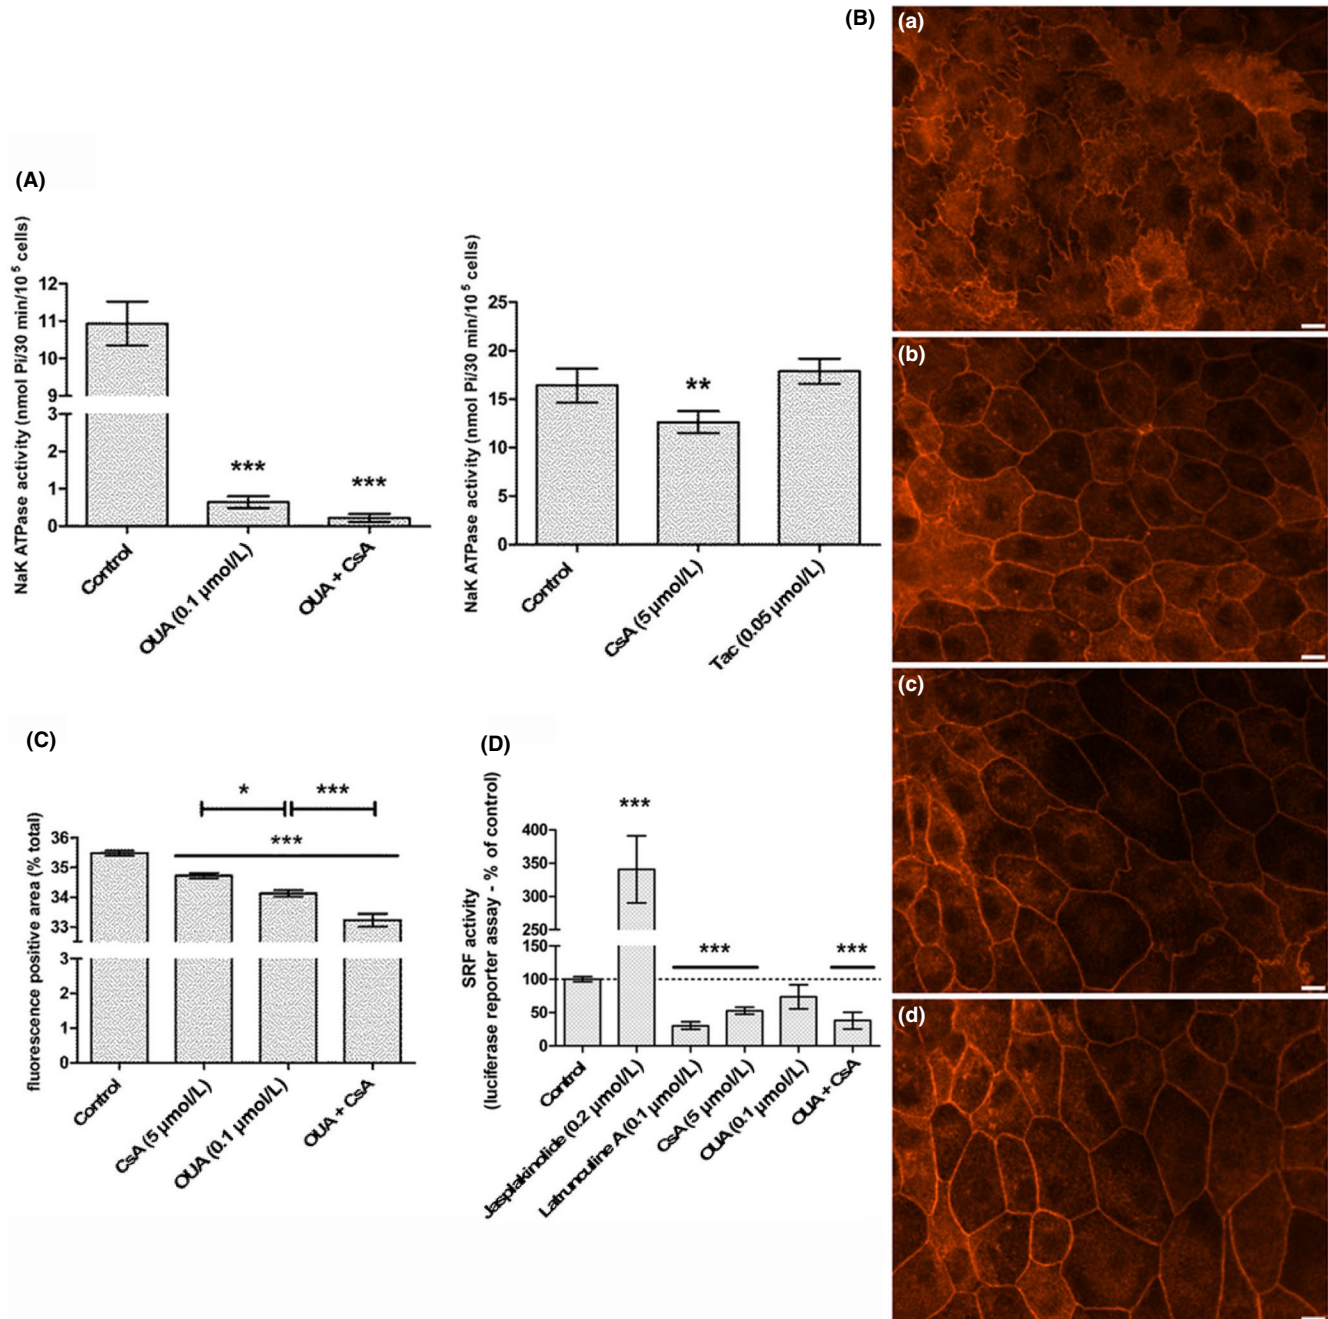 (A)
NaK ATPase activity (nmol Pi/30 min/10⁵ cells)
12
11
10
9
3
2
1
0
***
***
Control
OUA (0.1 µmol/L)
OUA + CsA
NaK ATPase activity (nmol Pi/30 min/10⁵ cells)
25
20
15
10
5
0
**
Control
CsA (5 µmol/L)
Tac (0.05 µmol/L)
(B)
(a)
(b)
(c)
(d)
(C)
fluorescence positive area (% total)
36
35
34
33
3
2
1
0
*
***
***
Control
CsA (5 µmol/L)
OUA (0.1 µmol/L)
OUA + CsA
(D)
SRF activity
(luciferase reporter assay - % of control)
400
350
300
250
150
100
50
0
***
***
***
Control
Jasplakinolide (0.2 µmol/L)
Latrunculine A (0.1 µmol/L)
CsA (5 µmol/L)
OUA (0.1 µmol/L)
OUA + CsA